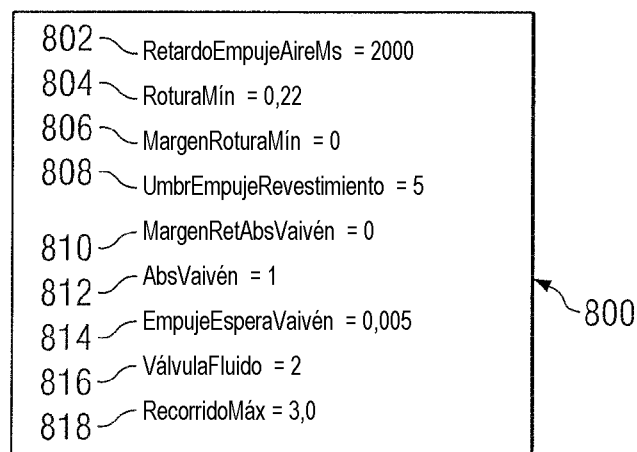 802 RetardoEmpujeAireMs = 2000
804 RoturaMín = 0,22
806 MargenRoturaMín = 0
808 UmbrEmpujeRevestimiento = 5
810 MargenRetAbsVaivén = 0
812 AbsVaivén = 1
814 EmpujeEsperaVaivén = 0,005
816 VálvulaFluido = 2
818 RecorridoMáx = 3,0
800